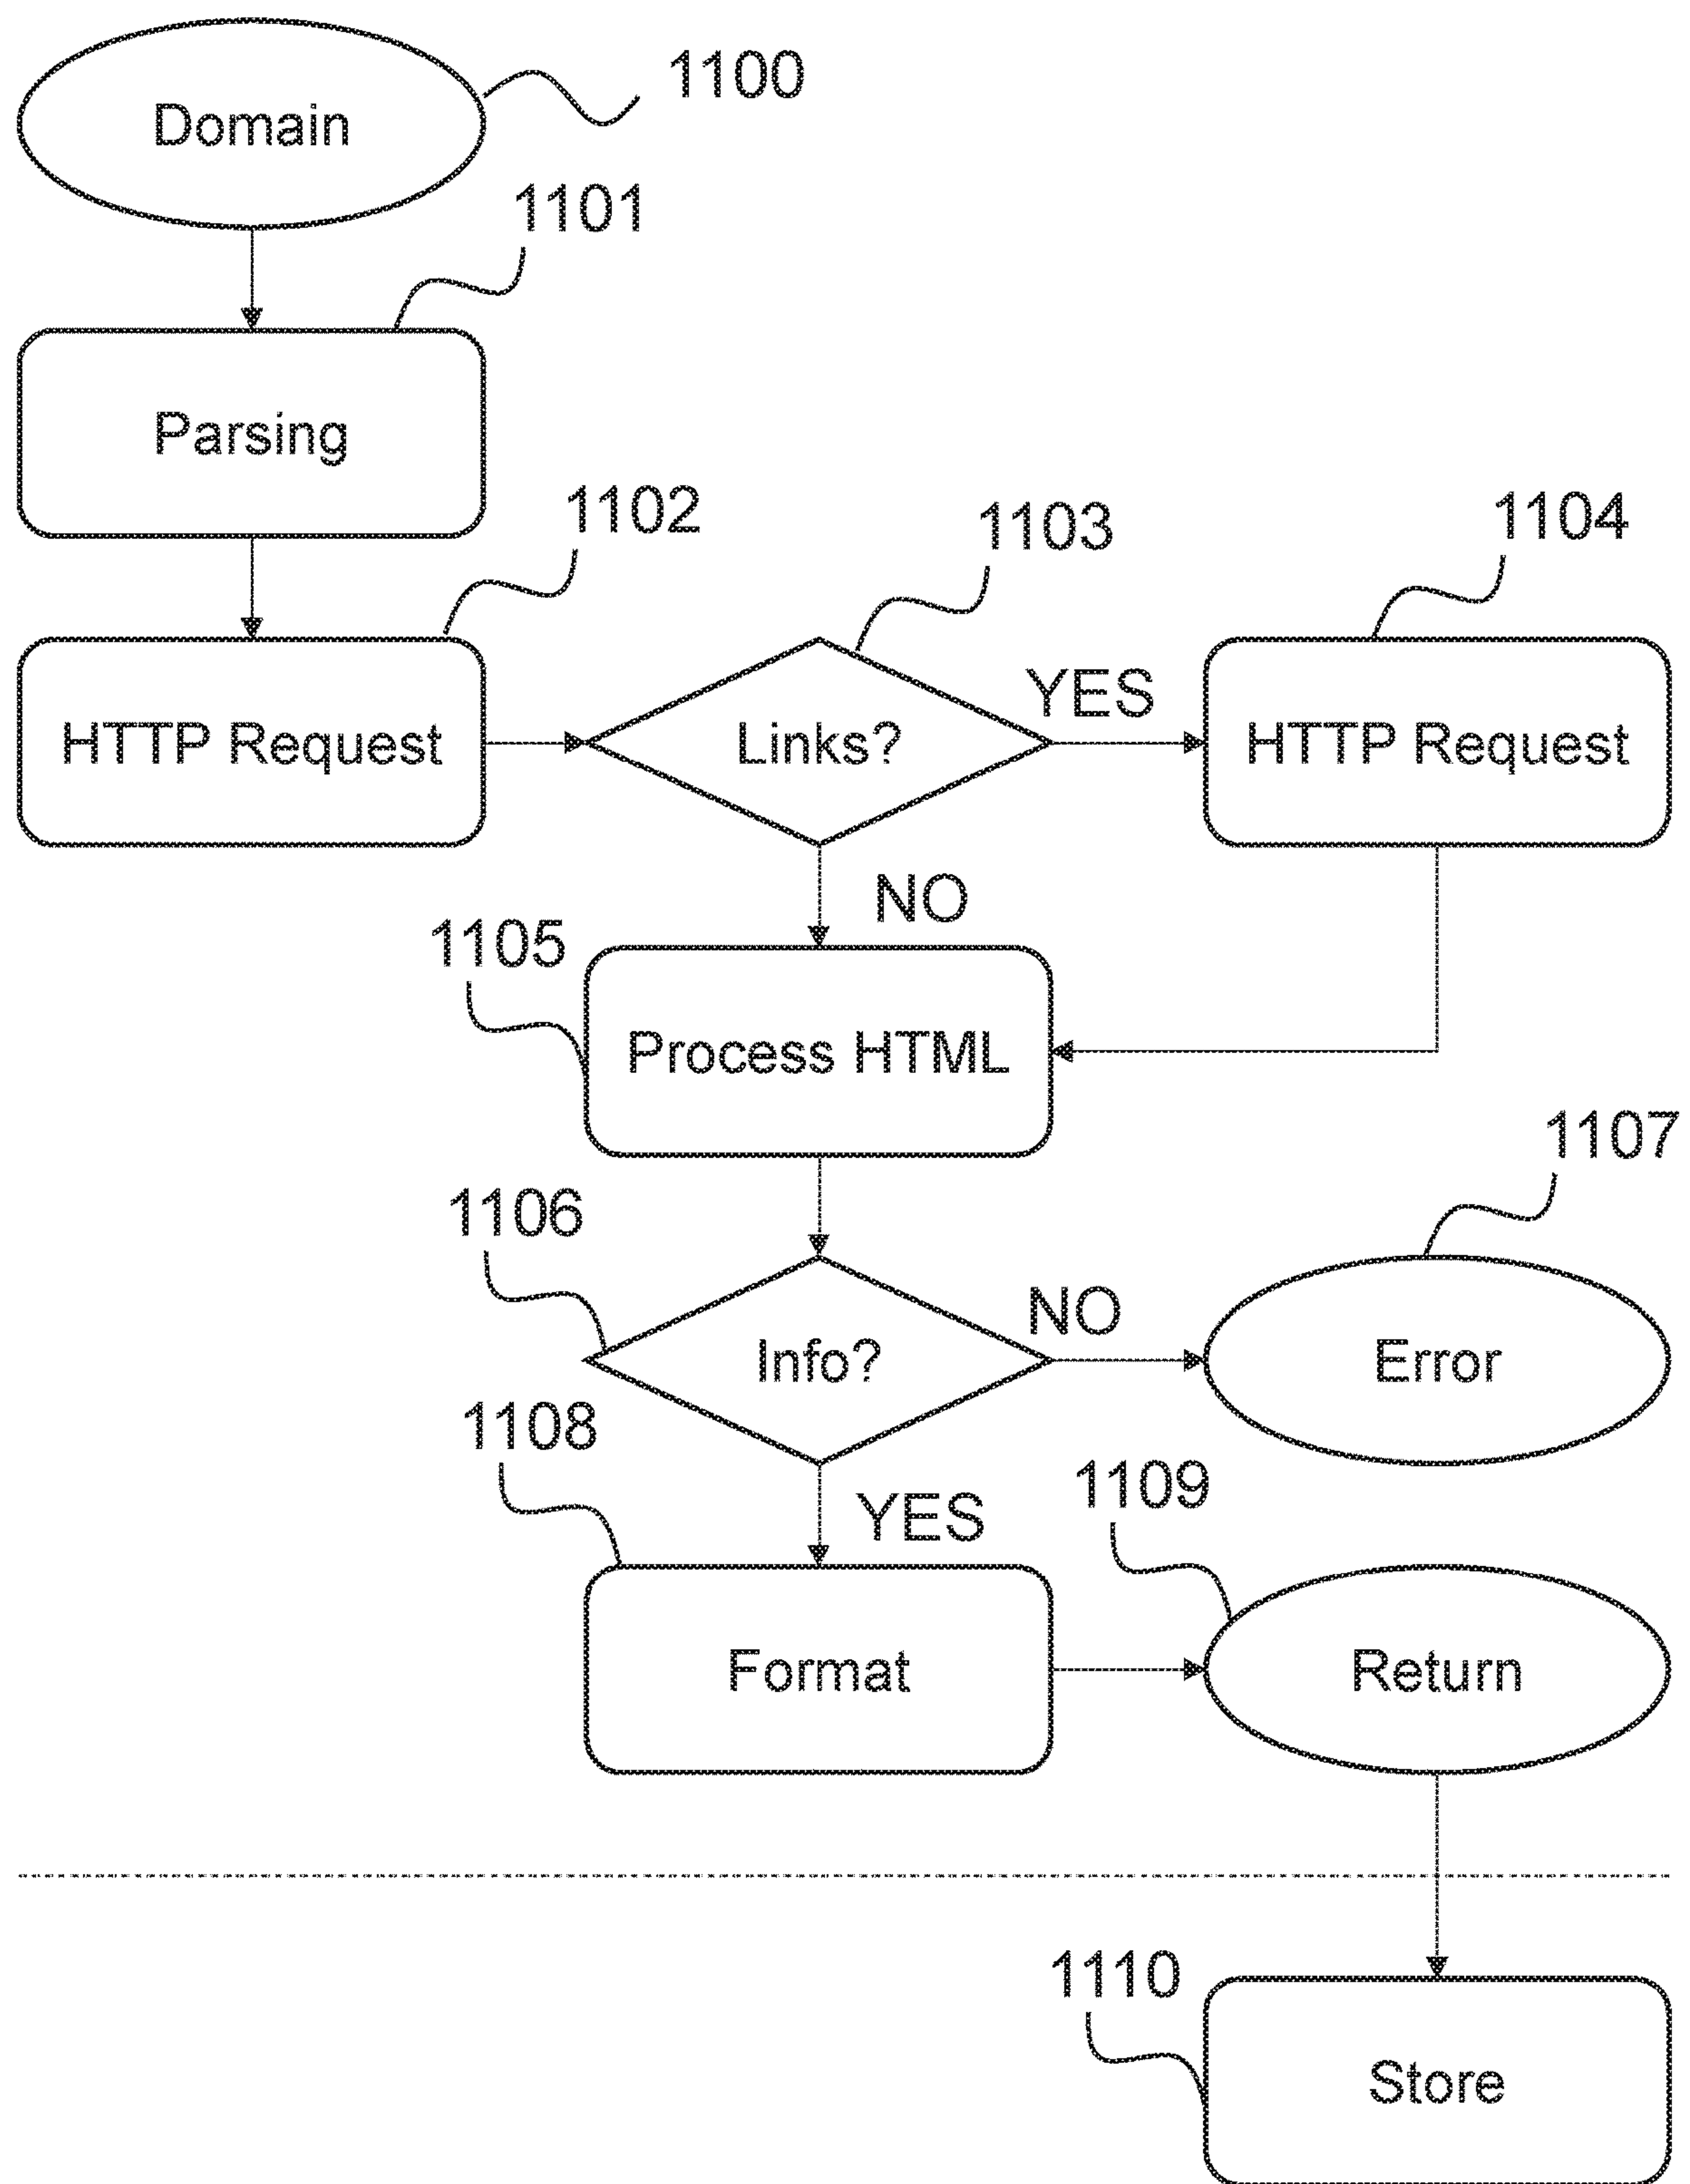 1100
Domain
1101
Parsing
1102
1103
1104
HTTP Request
Links?
YES
HTTP Request
NO
1105
Process HTML
1107
1106
Info?
NO
Error
1108
YES
1109
Format
Return
1110
Store